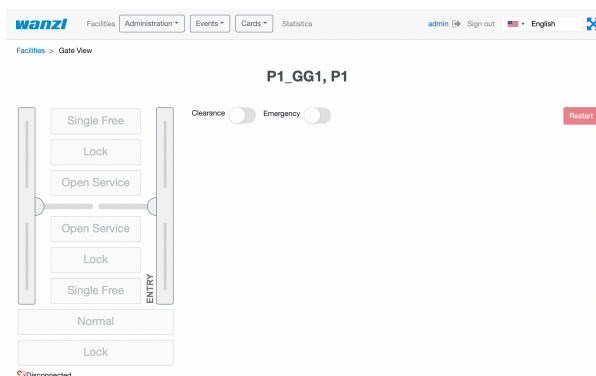 wanzl Facilities Administration Events Cards Statistics admin Sign out English
Facilities > Gate View
P1_GG1, P1
Clearance Emergency Restart
Single Free
Lock
Open Service
Open Service
Lock
Single Free
ENTRY
Normal
Lock
Disconnected